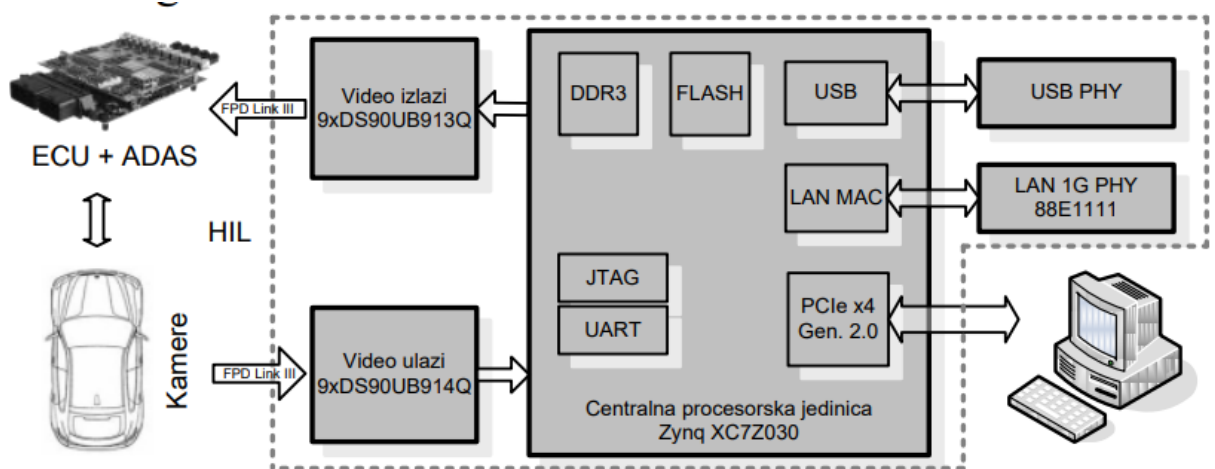 Video izlazi
9xDS90UB913Q
FPD Link III
ECU + ADAS
HIL
Kamere
FPD Link III
Video ulazi
9xDS90UB914Q
DDR3
FLASH
USB
USB PHY
LAN MAC
LAN 1G PHY
88E1111
JTAG
UART
PCIe x4
Gen. 2.0
Centralna procesorska jedinica
Zynq XC7Z030